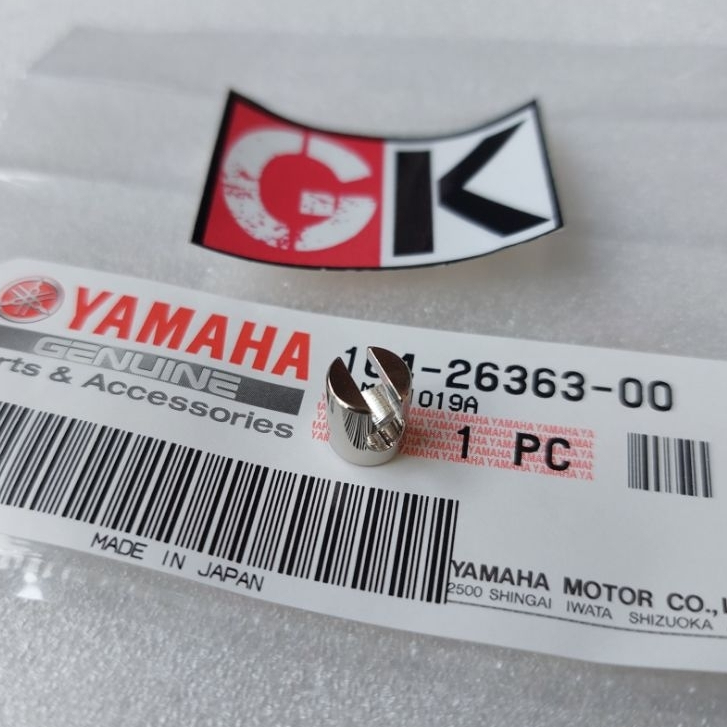 GK
YAMAHA
GENUINE
Parts & Accessories
-26363-00
1019A
1 PC
MADE IN JAPAN
YAMAHA MOTOR CO.,
2500 SHINGAI IWATA SHIZUOKA